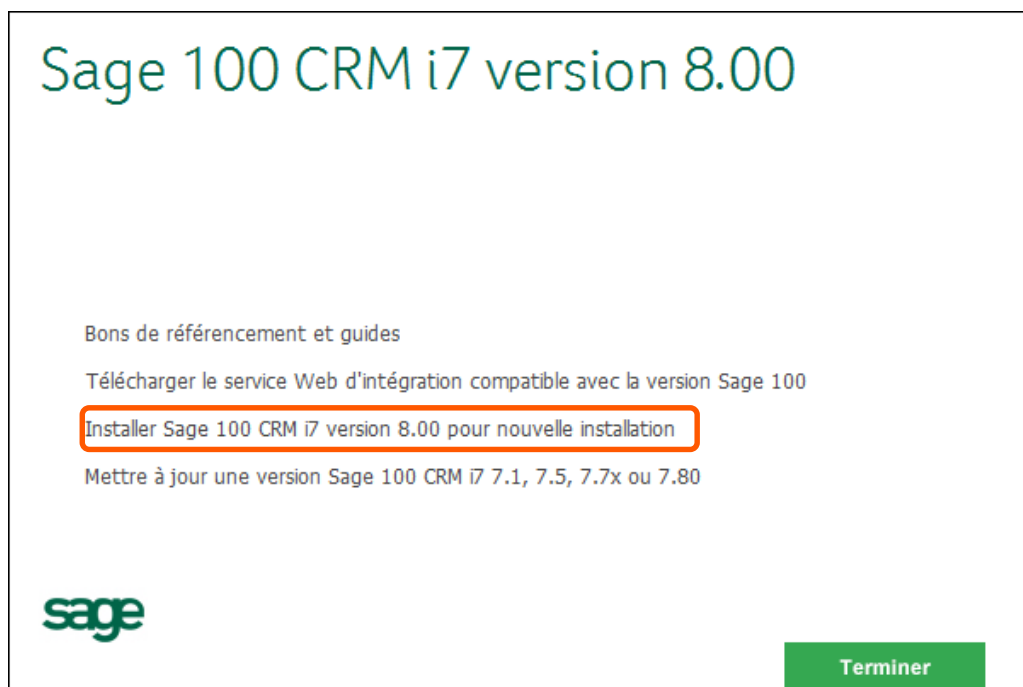 Sage 100 CRM i7 version 8.00
Bons de référencement et guides
Télécharger le service Web d'intégration compatible avec la version Sage 100
Installer Sage 100 CRM i7 version 8.00 pour nouvelle installation
Mettre à jour une version Sage 100 CRM i7 7.1, 7.5, 7.7x ou 7.80
sage
Terminer